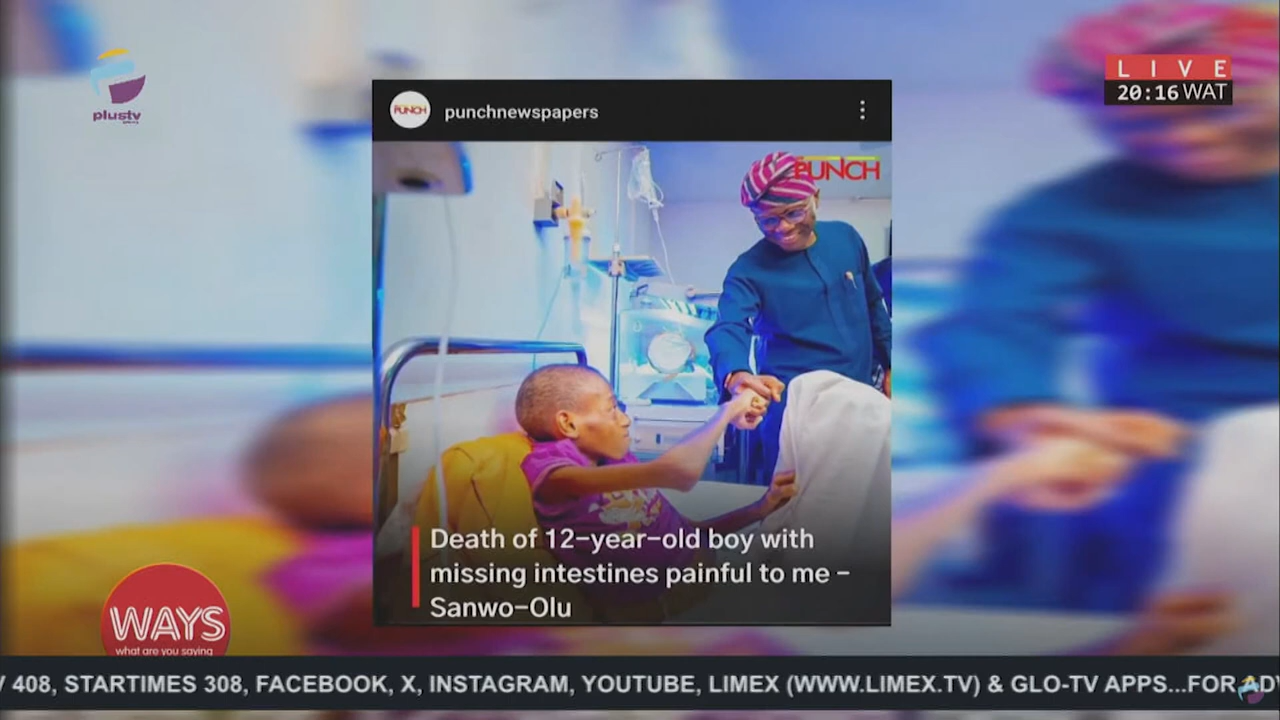 plustv
LIVE
20:16 WAT
PUNCH
punchnewspapers
PUNCH
Death of 12-year-old boy with
missing intestines painful to me -
Sanwo-Olu
WAYS
what are you saying
408, STARTIMES 308, FACEBOOK, X, INSTAGRAM, YOUTUBE, LIMEX (WWW.LIMEX.TV) & GLO-TV APPS...FOR